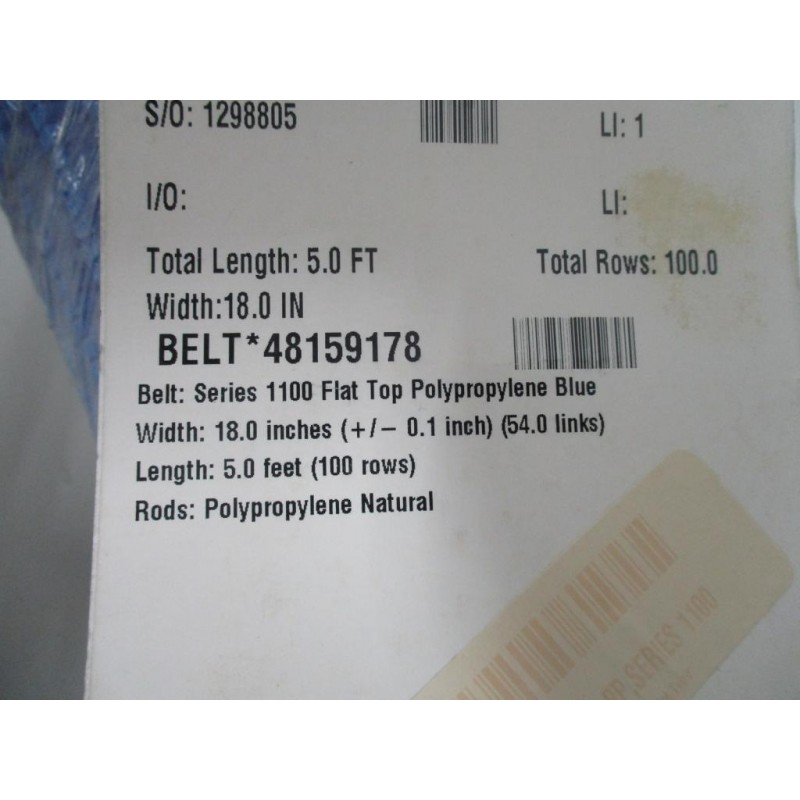 S/O: 1298805
LI: 1
I/O:
LI:
Total Length: 5.0 FT
Total Rows: 100.0
Width:18.0 IN
BELT*48159178
Belt: Series 1100 Flat Top Polypropylene Blue
Width: 18.0 inches (+/– 0.1 inch) (54.0 links)
Length: 5.0 feet (100 rows)
Rods: Polypropylene Natural
SERIES 1100